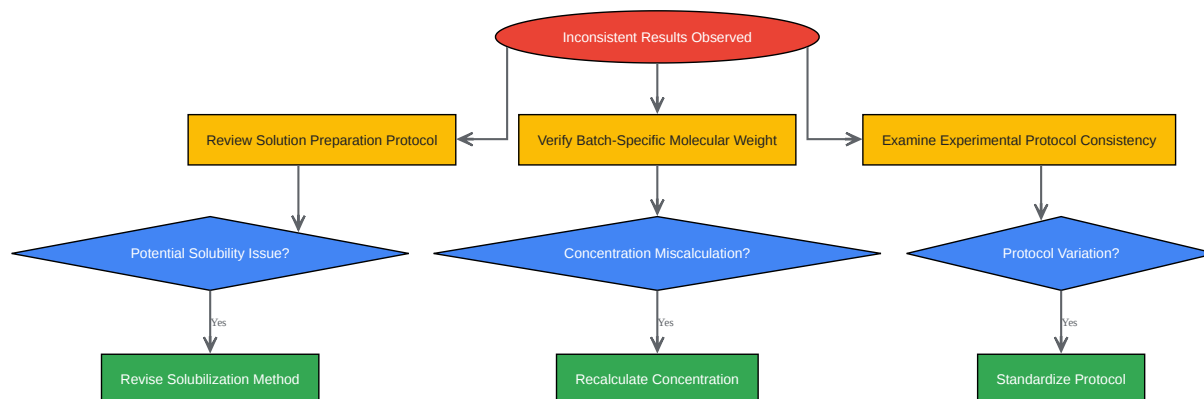 Inconsistent Results Observed
Review Solution Preparation Protocol
Verify Batch-Specific Molecular Weight
Examine Experimental Protocol Consistency
Potential Solubility Issue?
Concentration Miscalculation?
Protocol Variation?
Yes
Yes
Yes
Revise Solubilization Method
Recalculate Concentration
Standardize Protocol